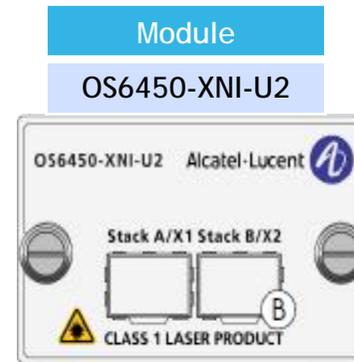 Module
OS6450-XNI-U2
OS6450-XNI-U2 Alcatel·Lucent
Stack A/X1 Stack B/X2
B
CLASS 1 LASER PRODUCT